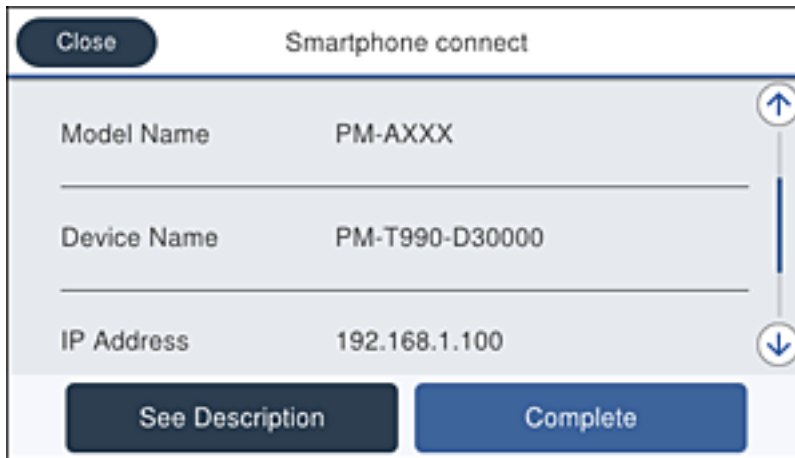 Close Smartphone connect
Model Name PM-AXXX
Device Name PM-T990-D30000
IP Address 192.168.1.100
See Description Complete